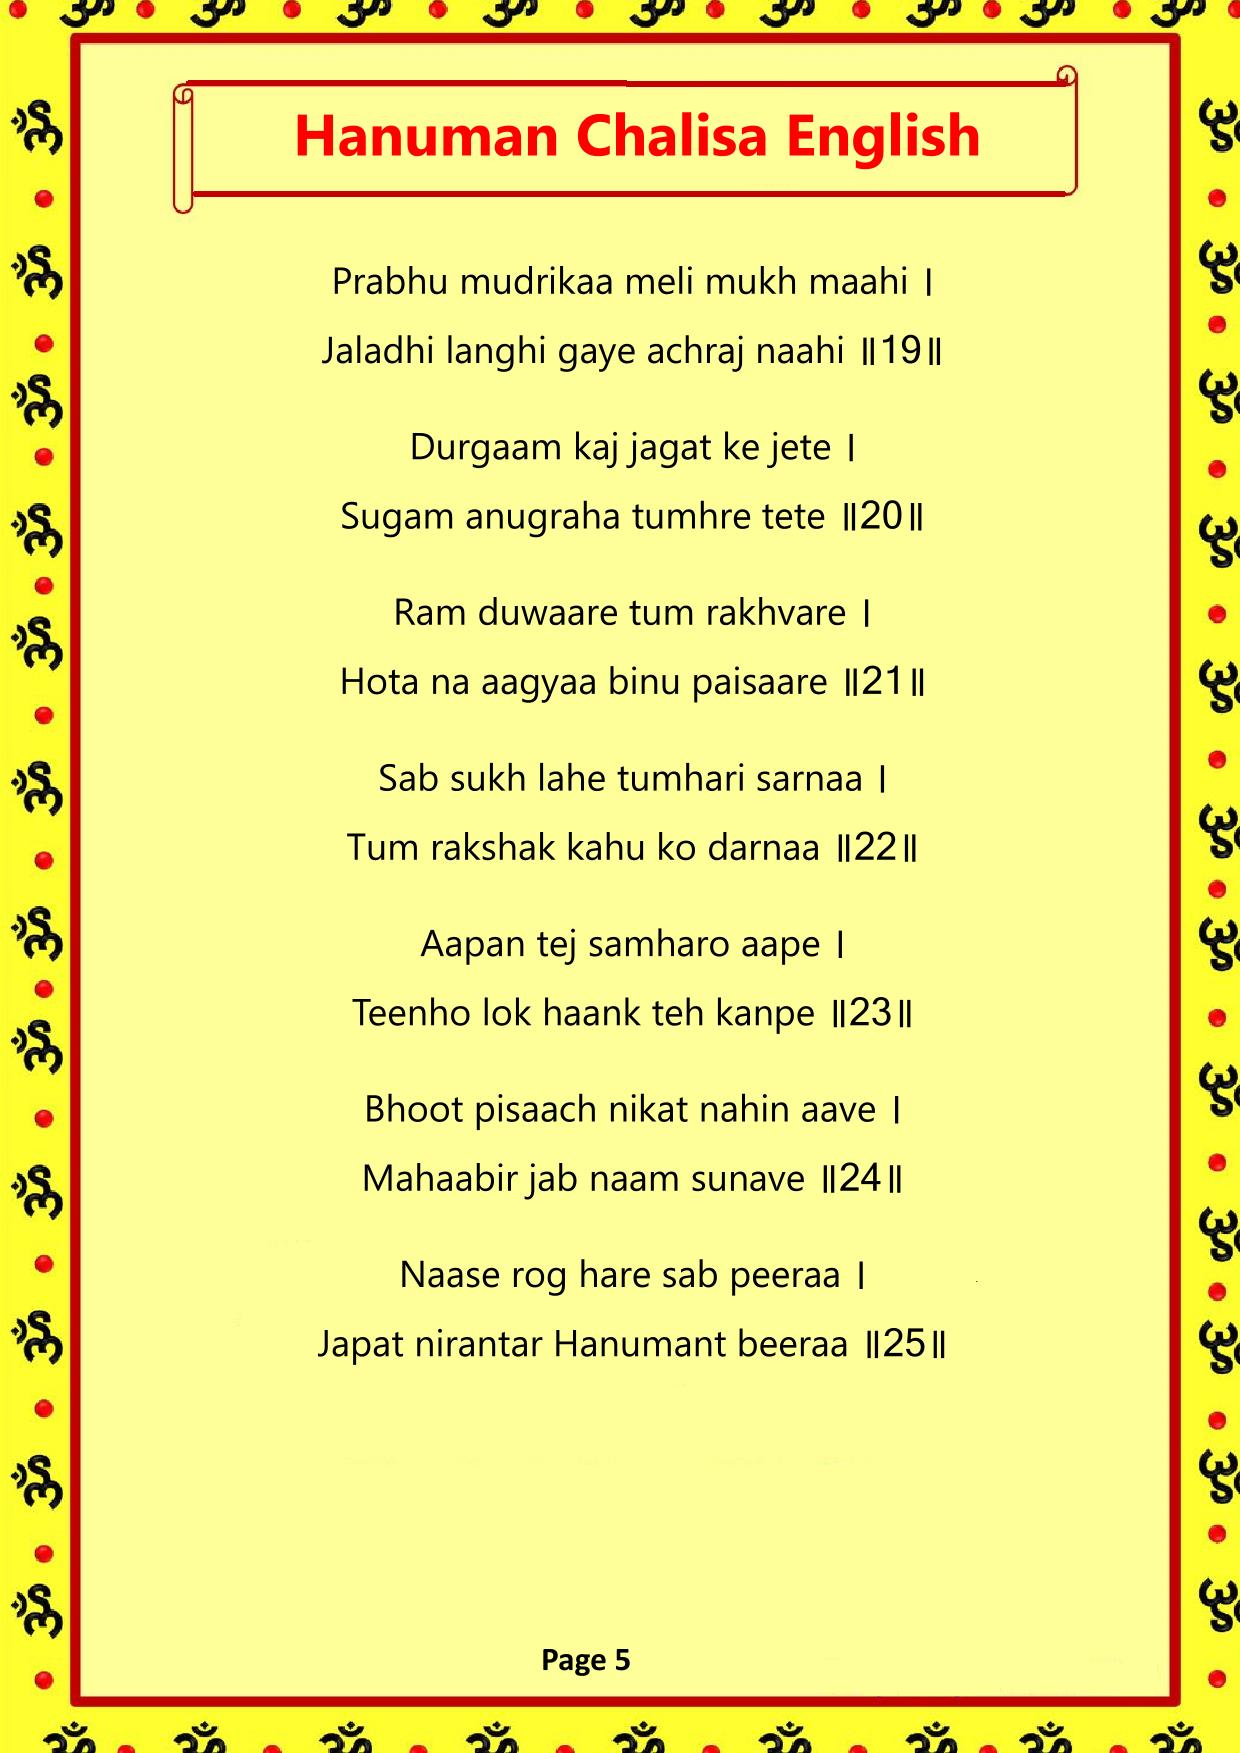 Hanuman Chalisa English
Prabhu mudrikaa meli mukh maahi ।
Jaladhi langhi gaye achraj naahi ॥19॥
Durgaam kaj jagat ke jete ।
Sugam anugraha tumhre tete ॥20॥
Ram duwaare tum rakhvare ।
Hota na aagyaa binu paisaare ॥21॥
Sab sukh lahe tumhari sarnaa ।
Tum rakshak kahu ko darnaa ॥22॥
Aapan tej samharo aape ।
Teenho lok haank teh kanpe ॥23॥
Bhoot pisaach nikat nahin aave ।
Mahaabir jab naam sunave ॥24॥
Naase rog hare sab peeraa ।
Japat nirantar Hanumant beeraa ॥25॥
Page 5